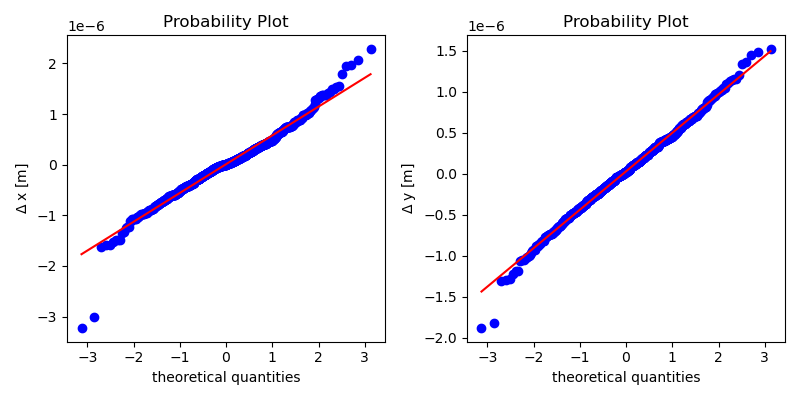 Probability Plot
1e−6
Δ x [m]
2
1
0
−1
−2
−3
−3 −2 −1 0 1 2 3
theoretical quantities
Probability Plot
1e−6
Δ y [m]
1.5
1.0
0.5
0.0
−0.5
−1.0
−1.5
−2.0
−3 −2 −1 0 1 2 3
theoretical quantities